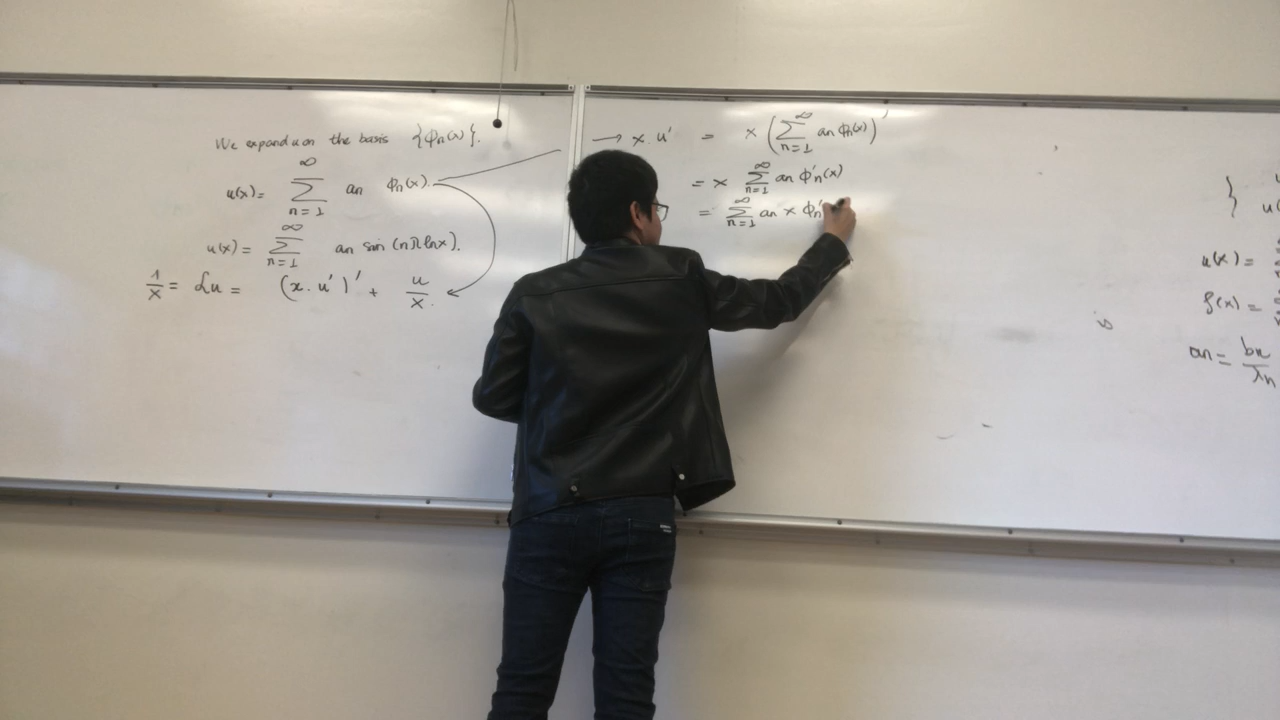 We expand u on the basis {ϕn(x)}.
u(x) = ∑_{n=1}^{∞} an ϕn(x).
u(x) = ∑_{n=1}^{∞} an sin (nπ lnx).
1/x = ℒu = (x. u')' + u/x.
→ x. u' = x (∑_{n=1}^{∞} an ϕn(x))'
= x ∑_{n=1}^{∞} an ϕ'n(x)
= ∑_{n=1}^{∞} an x ϕ'n
u(x) =
f(x) =
an = bn/λn